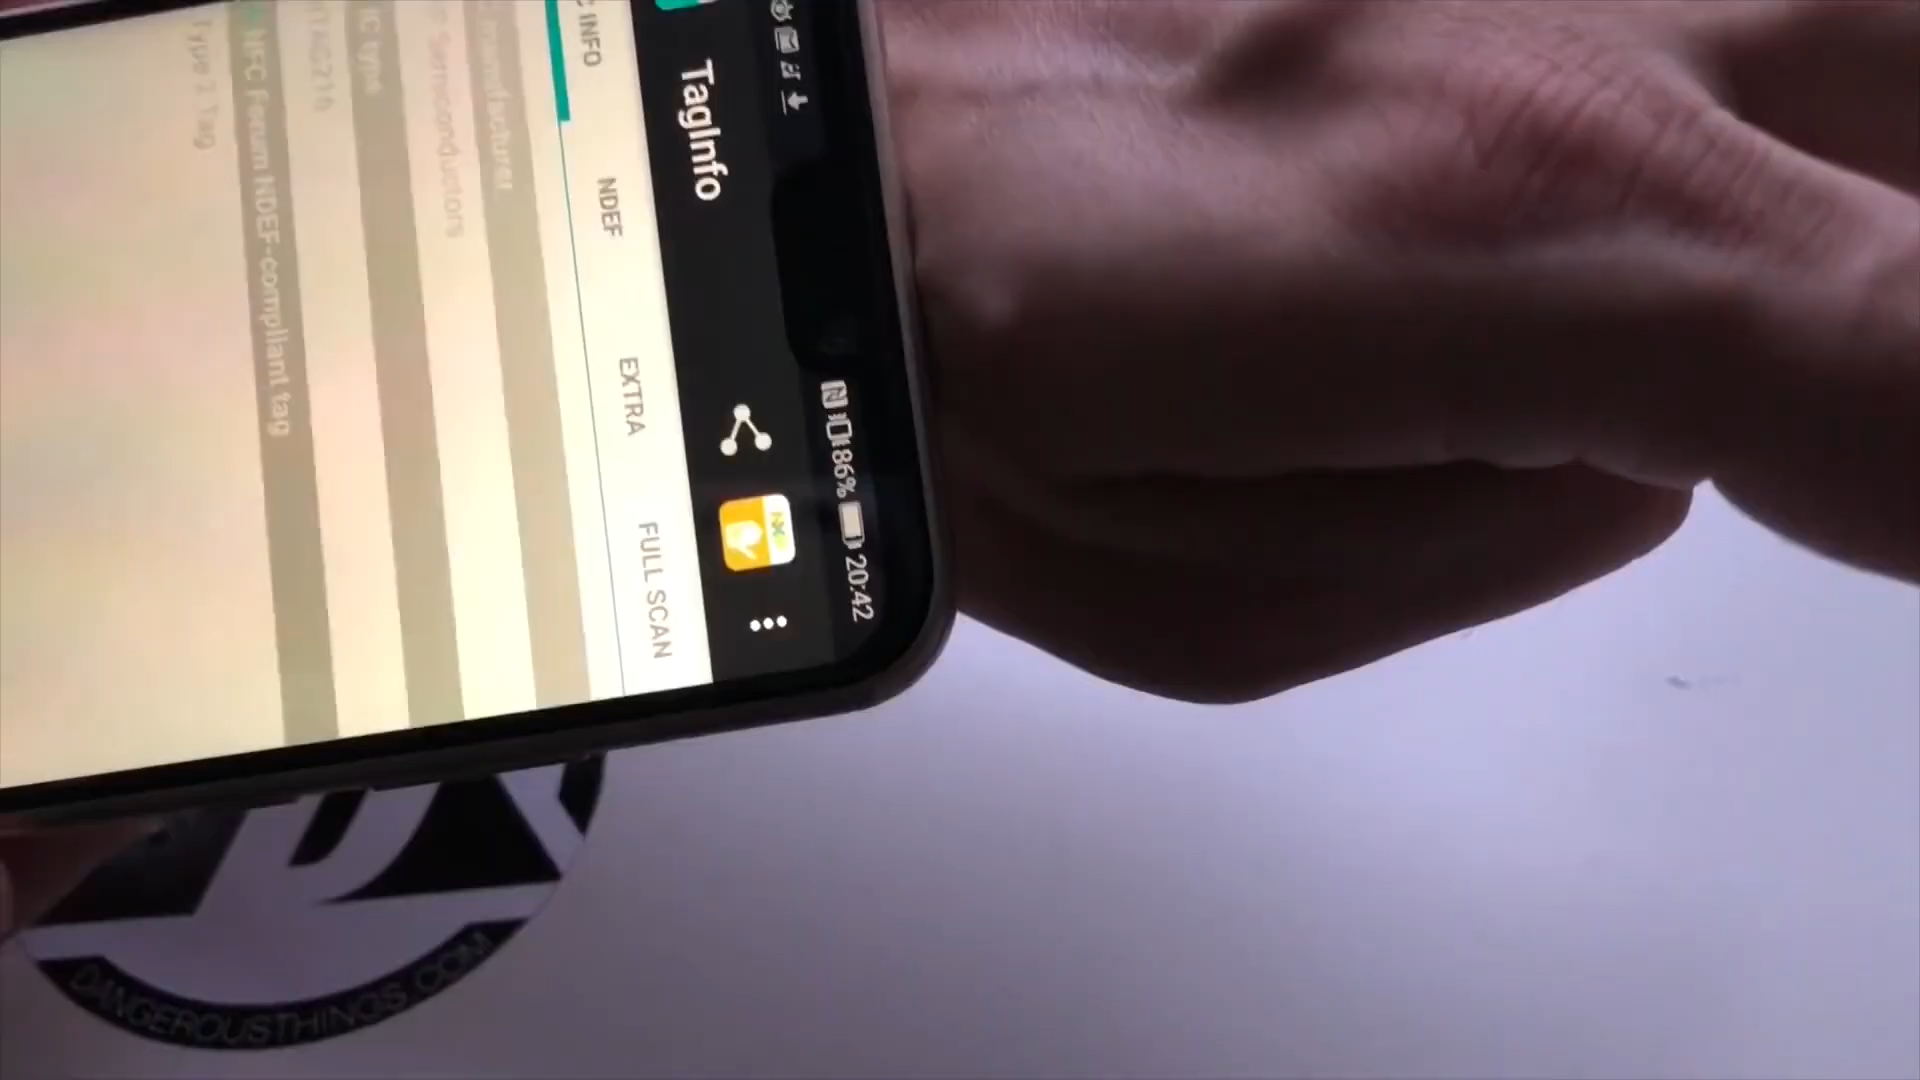 86% 20:42
TagInfo
INFO NDEF EXTRA FULL SCAN
Semiconductors
IC type
NTAG216
NFC Forum NDEF-compliant tag
Type 2 Tag
DANGEROUSTHINGS.COM